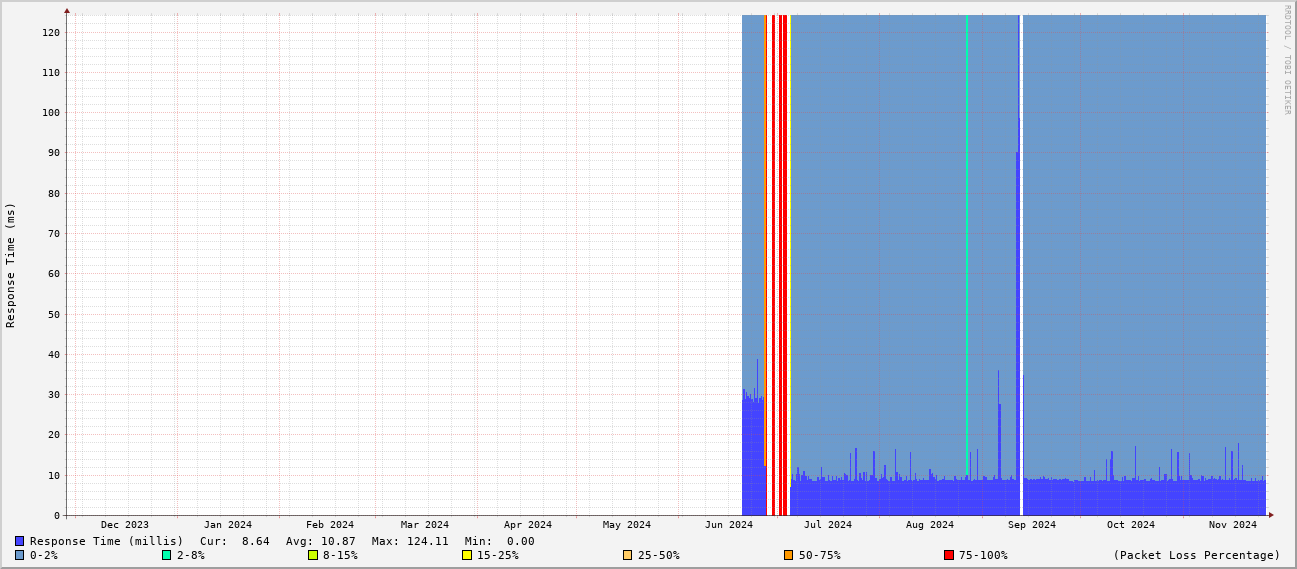 RRDTOOL / TOBI OETIKER
Response Time (ms)
120
110
100
90
80
70
60
50
40
30
20
10
0
Dec 2023 Jan 2024 Feb 2024 Mar 2024 Apr 2024 May 2024 Jun 2024 Jul 2024 Aug 2024 Sep 2024 Oct 2024 Nov 2024
Response Time (millis) Cur: 8.64 Avg: 10.87 Max: 124.11 Min: 0.00
0-2% 2-8% 8-15% 15-25% 25-50% 50-75% 75-100% (Packet Loss Percentage)